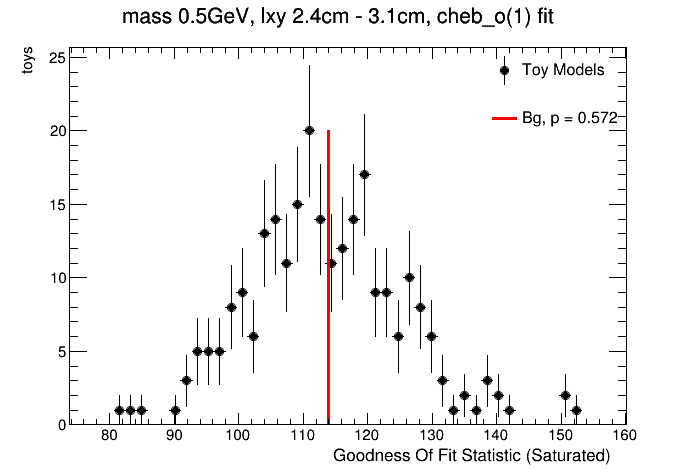 mass 0.5GeV, lxy 2.4cm - 3.1cm, cheb_o(1) fit
toys
25
20
15
10
5
0
Toy Models
Bg, p = 0.572
80 90 100 110 120 130 140 150 160
Goodness Of Fit Statistic (Saturated)